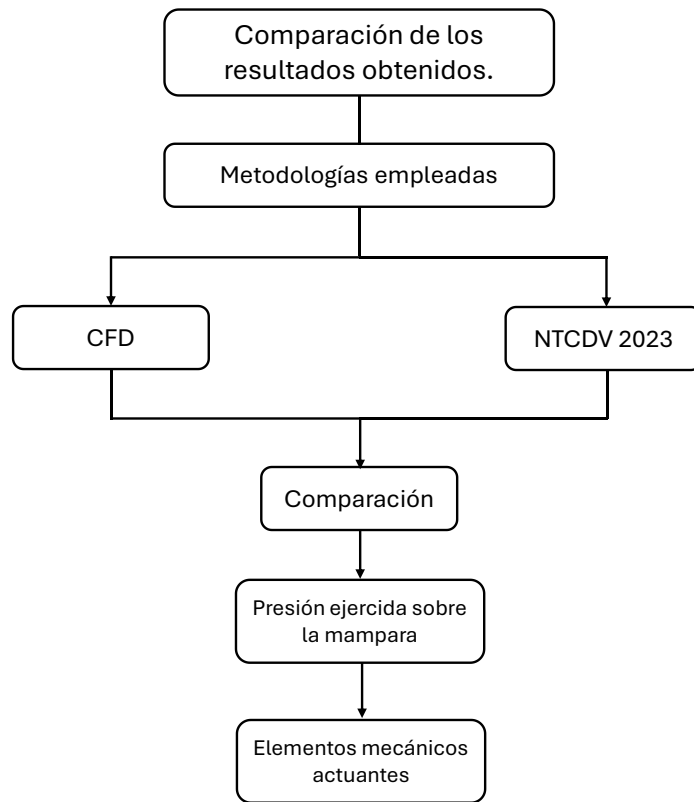 Comparación de los
resultados obtenidos.
Metodologías empleadas
CFD
NTCDV 2023
Comparación
Presión ejercida sobre
la mampara
Elementos mecánicos
actuantes